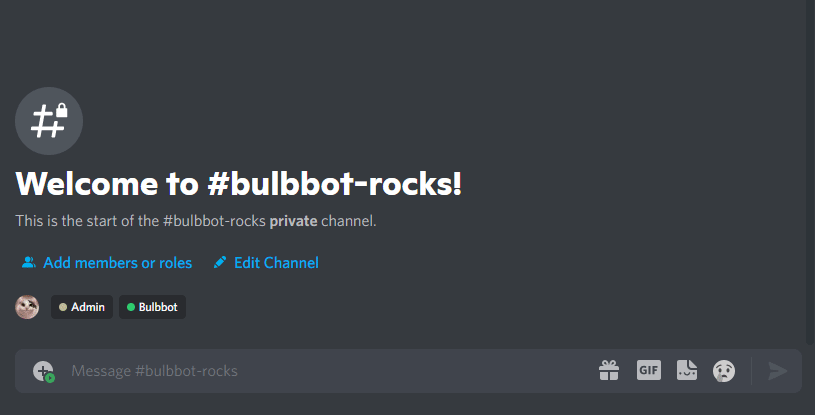 Welcome to #bulbbot-rocks!
This is the start of the #bulbbot-rocks private channel.
Add members or roles Edit Channel
Admin Bulbbot
Message #bulbbot-rocks GIF